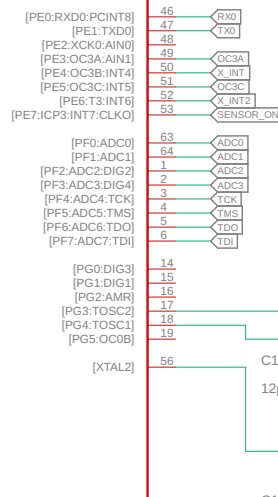 [PE0:RXD0:PCINT8] 46 RX0
[PE1:TXD0] 47 TX0
[PE2:XCK0:AIN0] 48
[PE3:OC3A:AIN1] 49 OC3A
[PE4:OC3B:INT4] 50 X_INT
[PE5:OC3C:INT5] 51 OC3C
[PE6:T3:INT6] 52 X_INT2
[PE7:ICP3:INT7:CLKO] 53 SENSOR_ON
[PF0:ADC0] 63 ADC0
[PF1:ADC1] 64 ADC1
[PF2:ADC2:DIG2] 1 ADC2
[PF3:ADC3:DIG4] 2 ADC3
[PF4:ADC4:TCK] 3 TCK
[PF5:ADC5:TMS] 4 TMS
[PF6:ADC6:TDO] 5 TDO
[PF7:ADC7:TDI] 6 TDI
[PG0:DIG3] 14
[PG1:DIG1] 15
[PG2:AMR] 16
[PG3:TOSC2] 17
[PG4:TOSC1] 18
[PG5:OC0B] 19
C1
[XTAL2] 56
12p